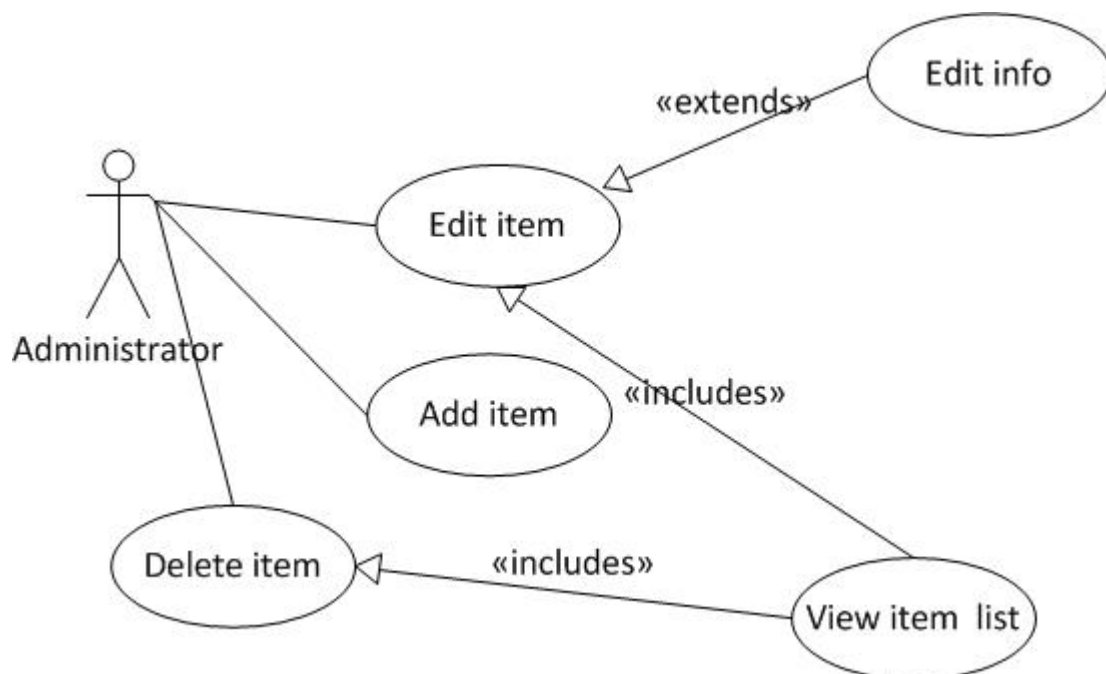 Edit info
«extends»
Edit item
Administrator
Add item
«includes»
Delete item
«includes»
View item list